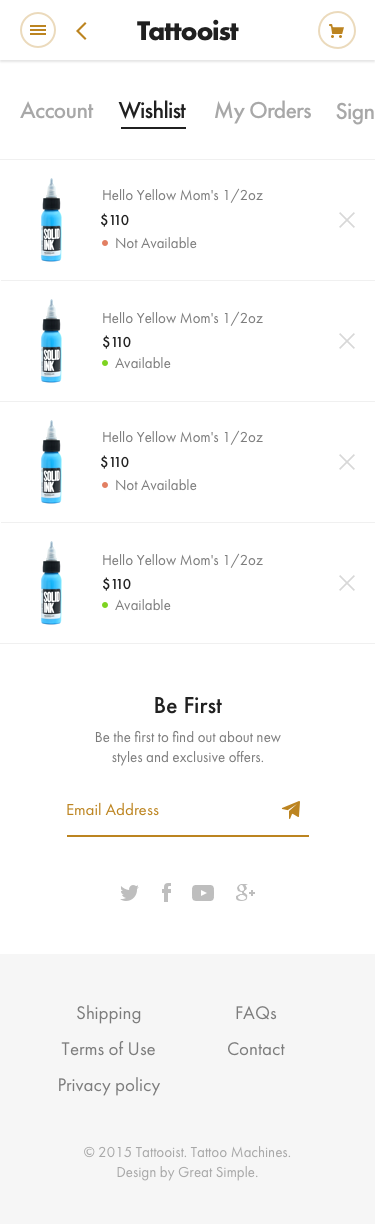 Tattooist
Account Wishlist My Orders Sign
Hello Yellow Mom's 1/2oz
$110
Not Available
SOLID
INK
Hello Yellow Mom's 1/2oz
$110
Available
SOLID
INK
Hello Yellow Mom's 1/2oz
$110
Not Available
SOLID
INK
Hello Yellow Mom's 1/2oz
$110
Available
SOLID
INK
Be First
Be the first to find out about new
styles and exclusive offers.
Email Address
Shipping FAQs
Terms of Use Contact
Privacy policy
© 2015 Tattooist. Tattoo Machines.
Design by Great Simple.